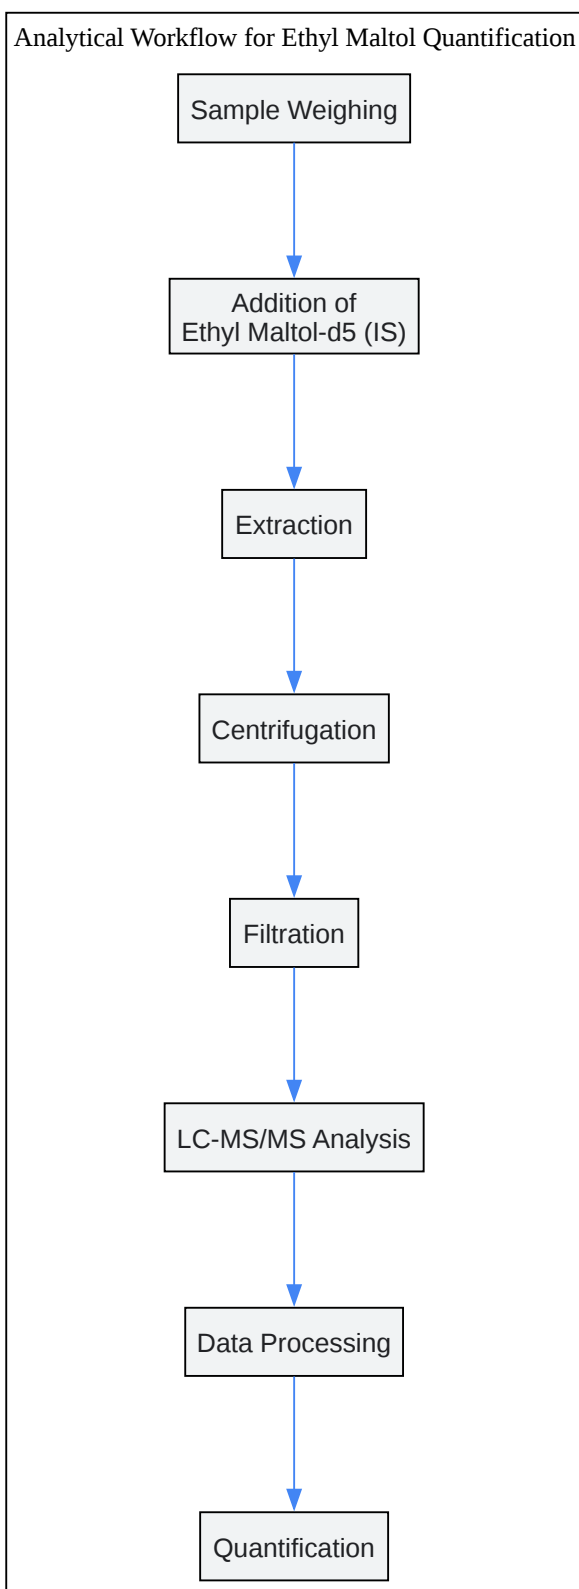 Analytical Workflow for Ethyl Maltol Quantification
Sample Weighing
Addition of
Ethyl Maltol-d5 (IS)
Extraction
Centrifugation
Filtration
LC-MS/MS Analysis
Data Processing
Quantification